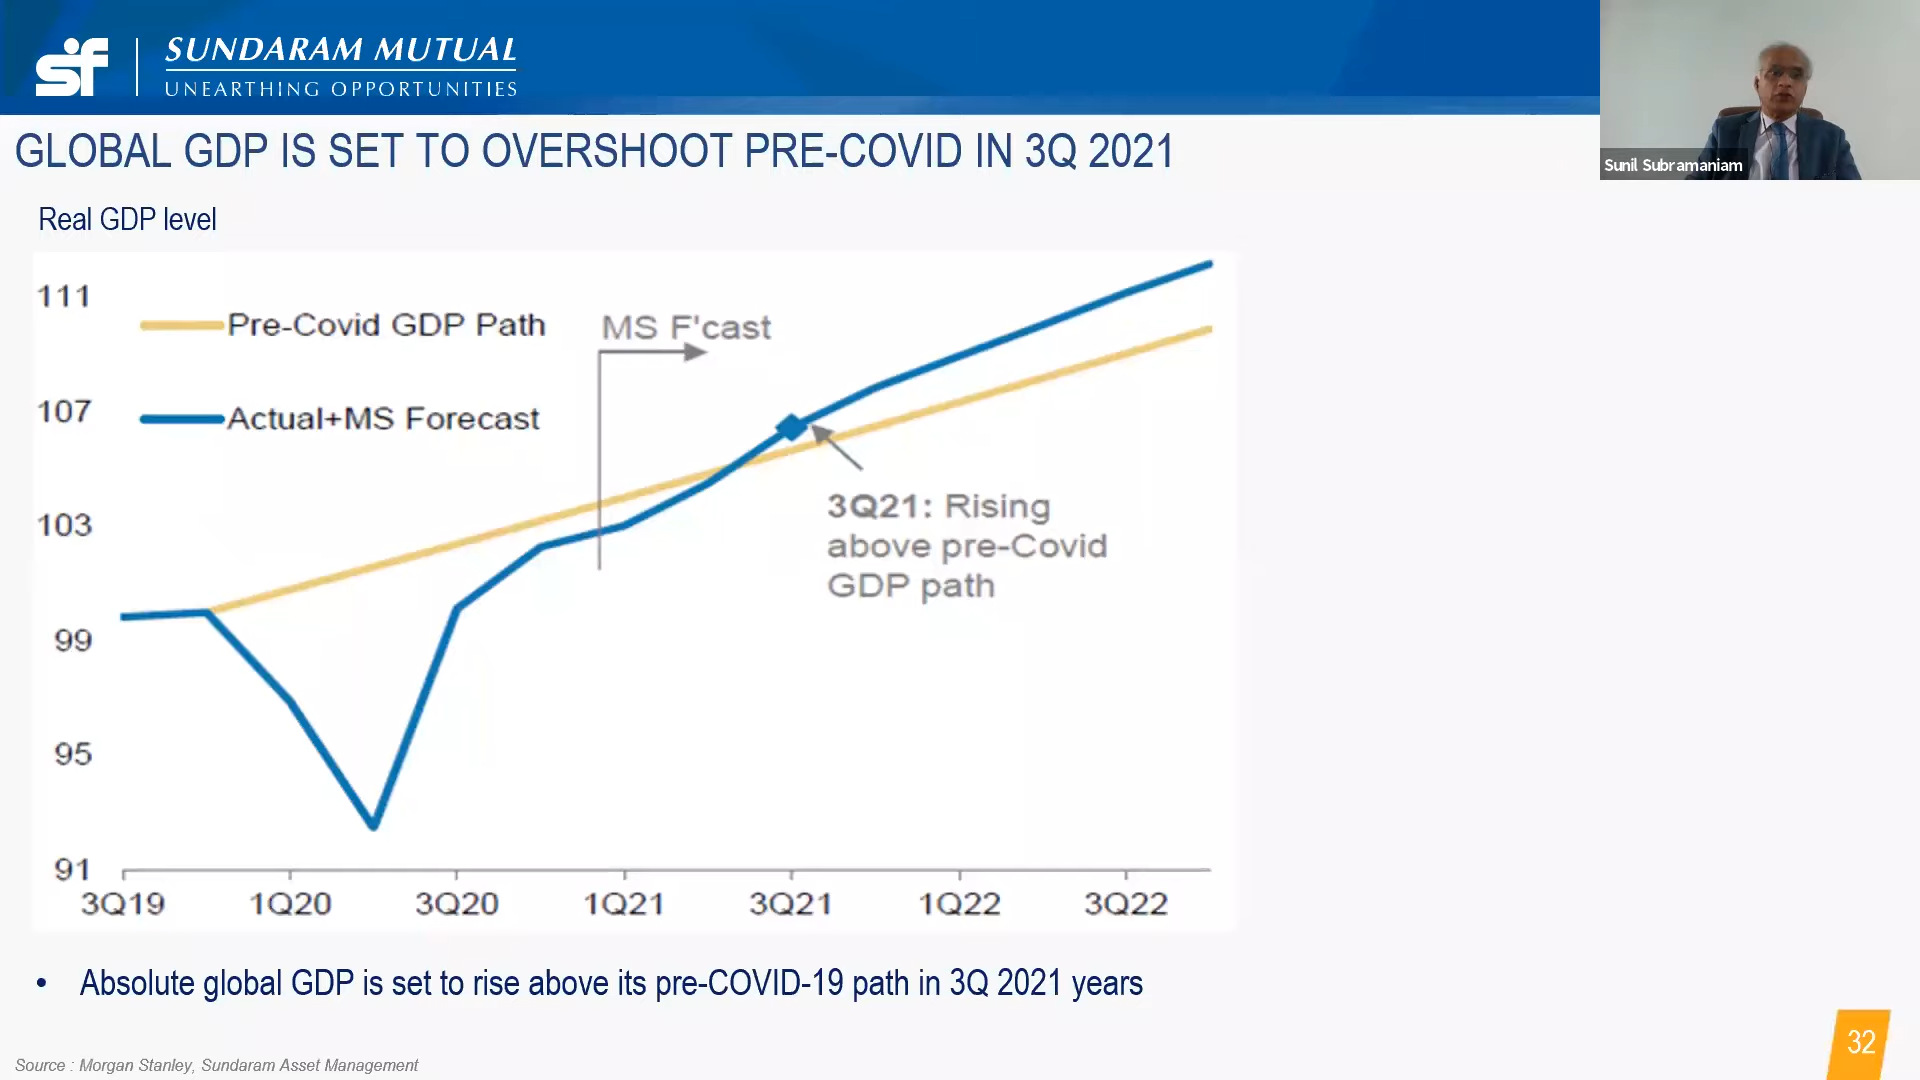 sf
SUNDARAM MUTUAL
UNEARTHING OPPORTUNITIES
Sunil Subramaniam
GLOBAL GDP IS SET TO OVERSHOOT PRE-COVID IN 3Q 2021
Real GDP level
111
107
103
99
95
91
Pre-Covid GDP Path
Actual+MS Forecast
MS F'cast
3Q21: Rising
above pre-Covid
GDP path
3Q19 1Q20 3Q20 1Q21 3Q21 1Q22 3Q22
• Absolute global GDP is set to rise above its pre-COVID-19 path in 3Q 2021 years
Source : Morgan Stanley, Sundaram Asset Management
32